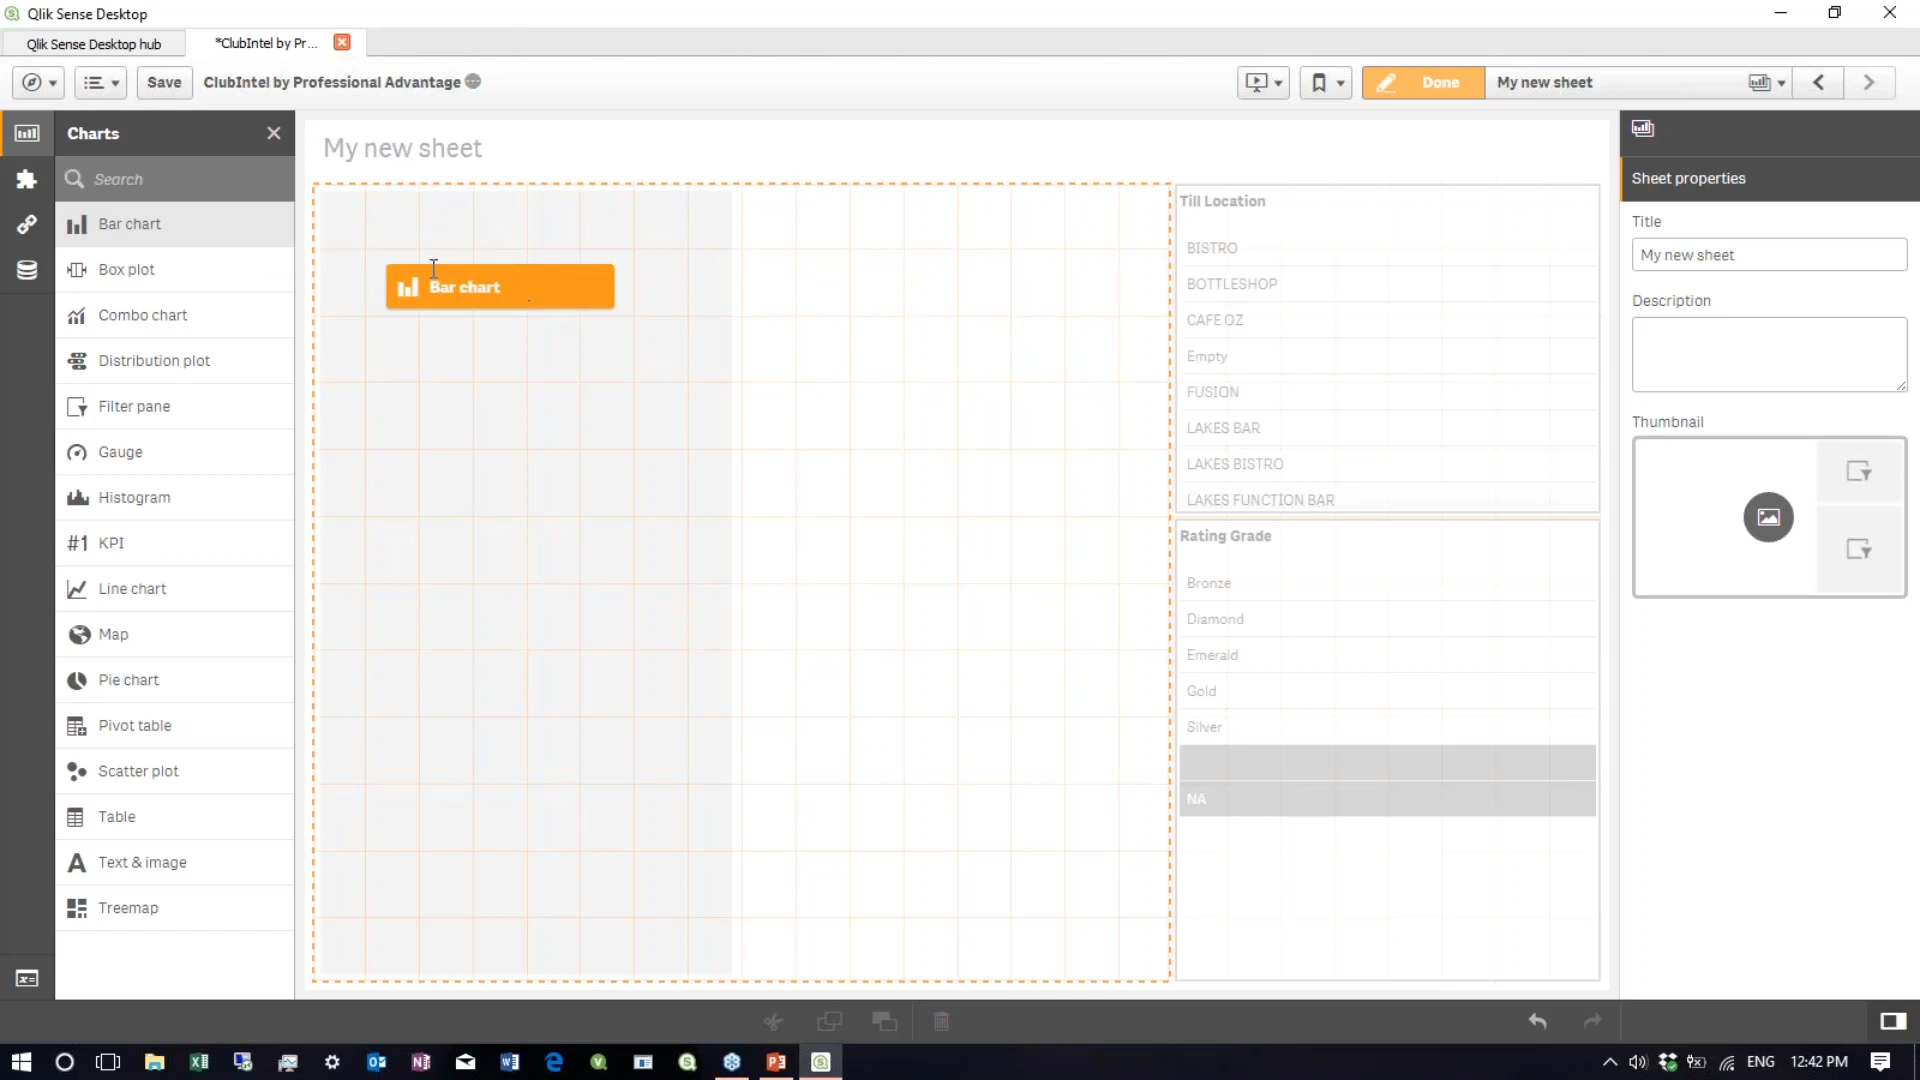 Qlik Sense Desktop
Qlik Sense Desktop hub
*ClubIntel by Pr...
Save
ClubIntel by Professional Advantage
Done
My new sheet
Charts
Search
Bar chart
Box plot
Combo chart
Distribution plot
Filter pane
Gauge
Histogram
#1 KPI
Line chart
Map
Pie chart
Pivot table
Scatter plot
Table
Text & image
Treemap
My new sheet
Bar chart
Till Location
BISTRO
BOTTLESHOP
CAFE OZ
Empty
FUSION
LAKES BAR
LAKES BISTRO
LAKES FUNCTION BAR
Rating Grade
Bronze
Diamond
Emerald
Gold
Silver
NA
Sheet properties
Title
My new sheet
Description
Thumbnail
ENG
12:42 PM